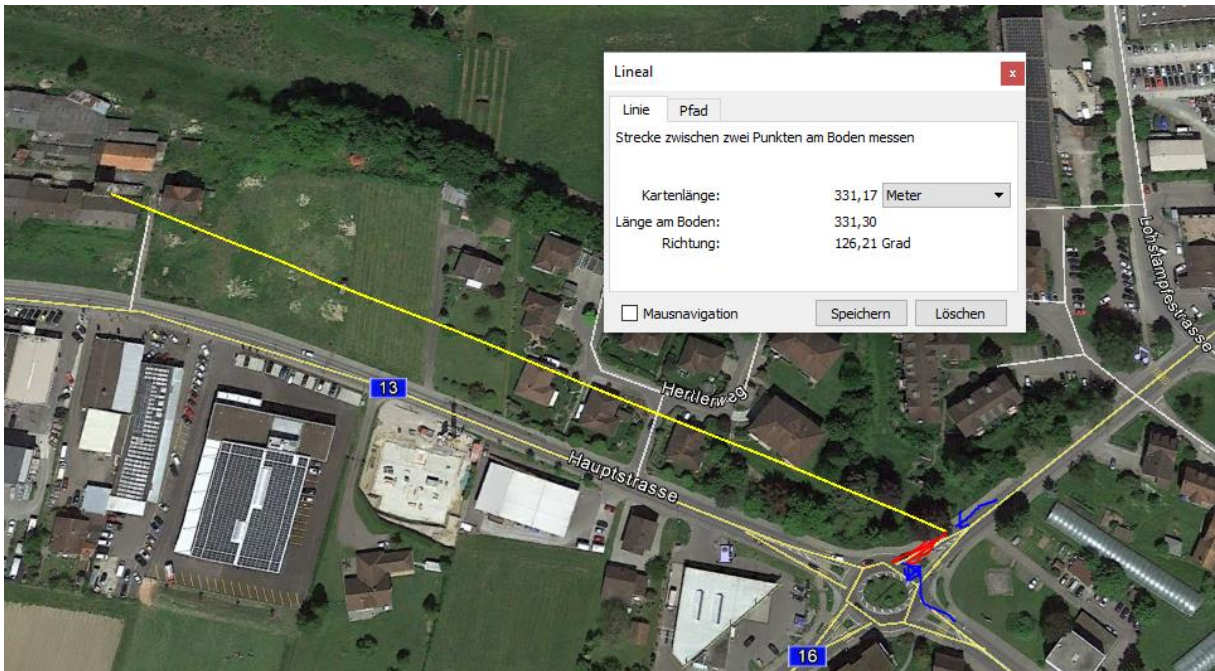 Lineal
x
Linie
Pfad
Strecke zwischen zwei Punkten am Boden messen
Kartenlänge:
331,17
Meter
Länge am Boden:
331,30
Richtung:
126,21 Grad
Mausnavigation
Speichern
Löschen
Lohstampfestrasse
13
Hertlerweg
Hauptstrasse
16